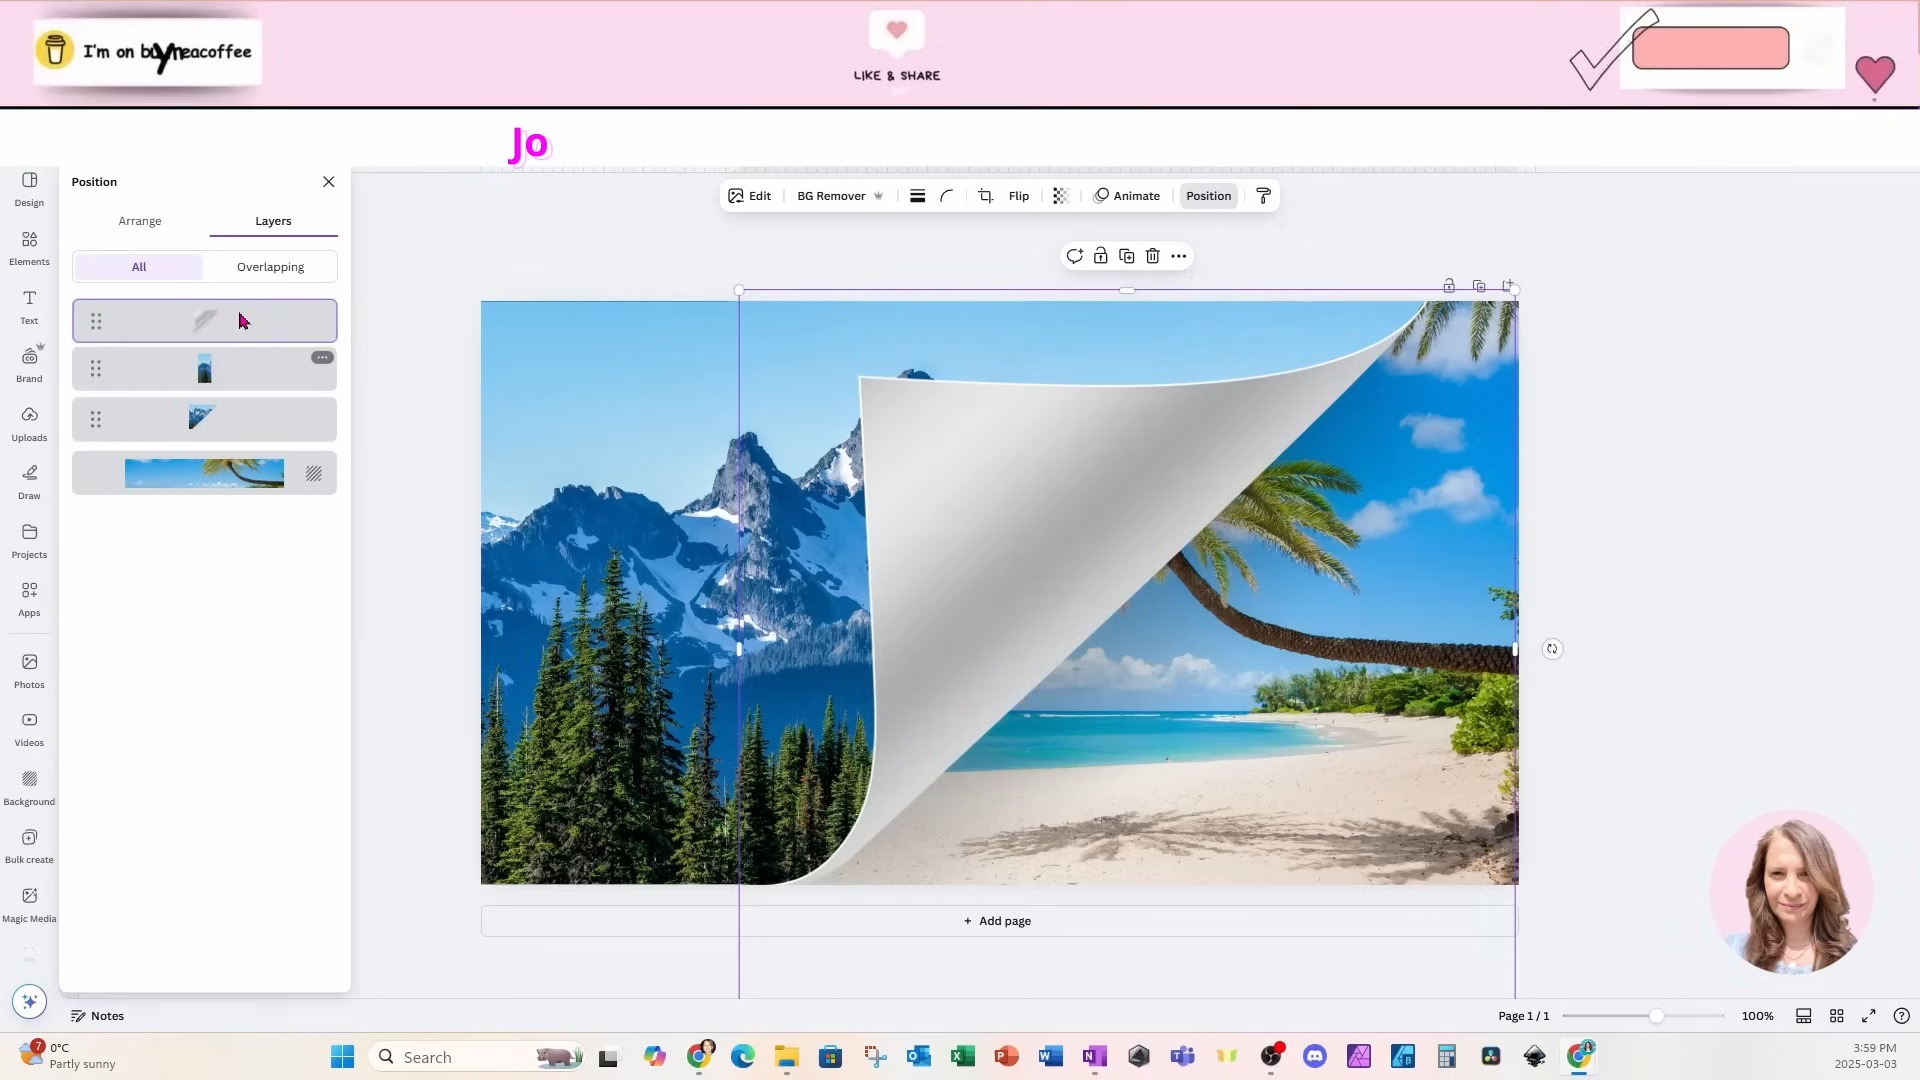 I'm on buymeacoffee
LIKE & SHARE
Jo
Position
Arrange
Layers
All
Overlapping
Design
Elements
Text
Brand
Uploads
Draw
Projects
Apps
Photos
Videos
Background
Bulk create
Magic Media
Edit
BG Remover
Flip
Animate
Position
+ Add page
Notes
Page 1 / 1
100%
7
0°C
Partly sunny
Search
3:59 PM
2025-03-03